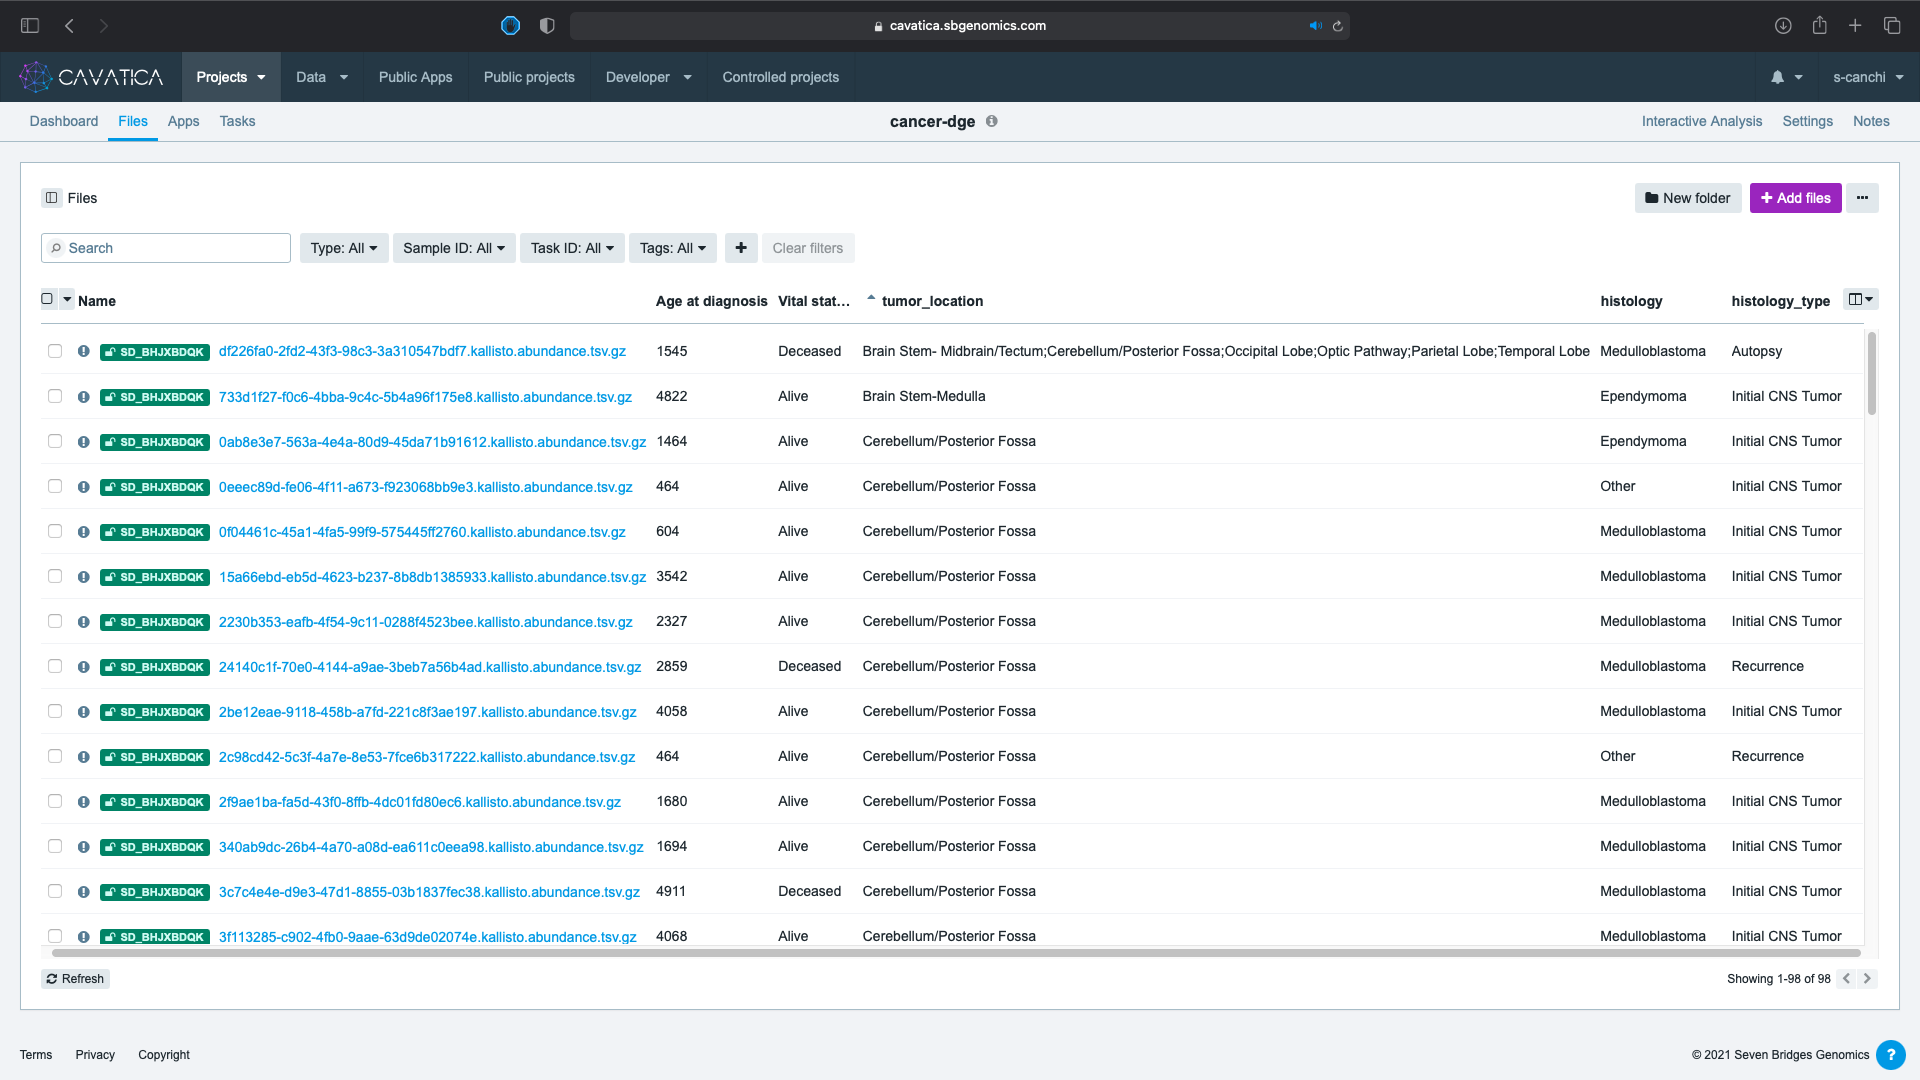 cavatica.sbgenomics.com
CAVATICA Projects Data Public Apps Public projects Developer Controlled projects s-canchi
Dashboard Files Apps Tasks cancer-dge Interactive Analysis Settings Notes
Files New folder + Add files ...
Search Type: All Sample ID: All Task ID: All Tags: All + Clear filters
Name Age at diagnosis Vital stat... tumor_location histology histology_type
SD_BHJXBDQK df226fa0-2fd2-43f3-98c3-3a310547bdf7.kallisto.abundance.tsv.gz 1545 Deceased Brain Stem- Midbrain/Tectum;Cerebellum/Posterior Fossa;Occipital Lobe;Optic Pathway;Parietal Lobe;Temporal Lobe Medulloblastoma Autopsy
SD_BHJXBDQK 733d1f27-f0c6-4bba-9c4c-5b4a96f175e8.kallisto.abundance.tsv.gz 4822 Alive Brain Stem-Medulla Ependymoma Initial CNS Tumor
SD_BHJXBDQK 0ab8e3e7-563a-4e4a-80d9-45da71b91612.kallisto.abundance.tsv.gz 1464 Alive Cerebellum/Posterior Fossa Ependymoma Initial CNS Tumor
SD_BHJXBDQK 0eeec89d-fe06-4f11-a673-f923068bb9e3.kallisto.abundance.tsv.gz 464 Alive Cerebellum/Posterior Fossa Other Initial CNS Tumor
SD_BHJXBDQK 0f04461c-45a1-4fa5-99f9-575445ff2760.kallisto.abundance.tsv.gz 604 Alive Cerebellum/Posterior Fossa Medulloblastoma Initial CNS Tumor
SD_BHJXBDQK 15a66ebd-eb5d-4623-b237-8b8db1385933.kallisto.abundance.tsv.gz 3542 Alive Cerebellum/Posterior Fossa Medulloblastoma Initial CNS Tumor
SD_BHJXBDQK 2230b353-eafb-4f54-9c11-0288f4523bee.kallisto.abundance.tsv.gz 2327 Alive Cerebellum/Posterior Fossa Medulloblastoma Initial CNS Tumor
SD_BHJXBDQK 24140c1f-70e0-4144-a9ae-3beb7a56b4ad.kallisto.abundance.tsv.gz 2859 Deceased Cerebellum/Posterior Fossa Medulloblastoma Recurrence
SD_BHJXBDQK 2be12eae-9118-458b-a7fd-221c8f3ae197.kallisto.abundance.tsv.gz 4058 Alive Cerebellum/Posterior Fossa Medulloblastoma Initial CNS Tumor
SD_BHJXBDQK 2c98cd42-5c3f-4a7e-8e53-7fce6b317222.kallisto.abundance.tsv.gz 464 Alive Cerebellum/Posterior Fossa Other Recurrence
SD_BHJXBDQK 2f9ae1ba-fa5d-43f0-8ffb-4dc01fd80ec6.kallisto.abundance.tsv.gz 1680 Alive Cerebellum/Posterior Fossa Medulloblastoma Initial CNS Tumor
SD_BHJXBDQK 340ab9dc-26b4-4a70-a08d-ea611c0eea98.kallisto.abundance.tsv.gz 1694 Alive Cerebellum/Posterior Fossa Medulloblastoma Initial CNS Tumor
SD_BHJXBDQK 3c7c4e4e-d9e3-47d1-8855-03b1837fec38.kallisto.abundance.tsv.gz 4911 Deceased Cerebellum/Posterior Fossa Medulloblastoma Initial CNS Tumor
SD_BHJXBDQK 3f113285-c902-4fb0-9aae-63d9de02074e.kallisto.abundance.tsv.gz 4068 Alive Cerebellum/Posterior Fossa Medulloblastoma Initial CNS Tumor
Refresh Showing 1-98 of 98
Terms Privacy Copyright © 2021 Seven Bridges Genomics ?